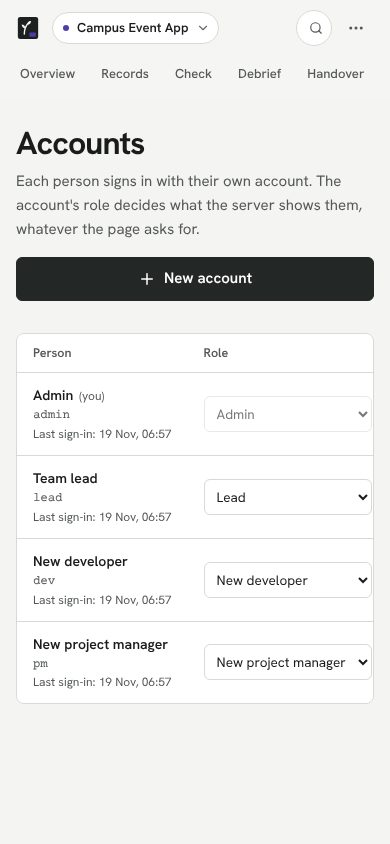 Campus Event App
Overview Records Check Debrief Handover
Accounts
Each person signs in with their own account. The
account's role decides what the server shows them,
whatever the page asks for.
+ New account
Person Role
Admin (you)
admin
Last sign-in: 19 Nov, 06:57
Admin
Team lead
lead
Last sign-in: 19 Nov, 06:57
Lead
New developer
dev
Last sign-in: 19 Nov, 06:57
New developer
New project manager
pm
Last sign-in: 19 Nov, 06:57
New project manager